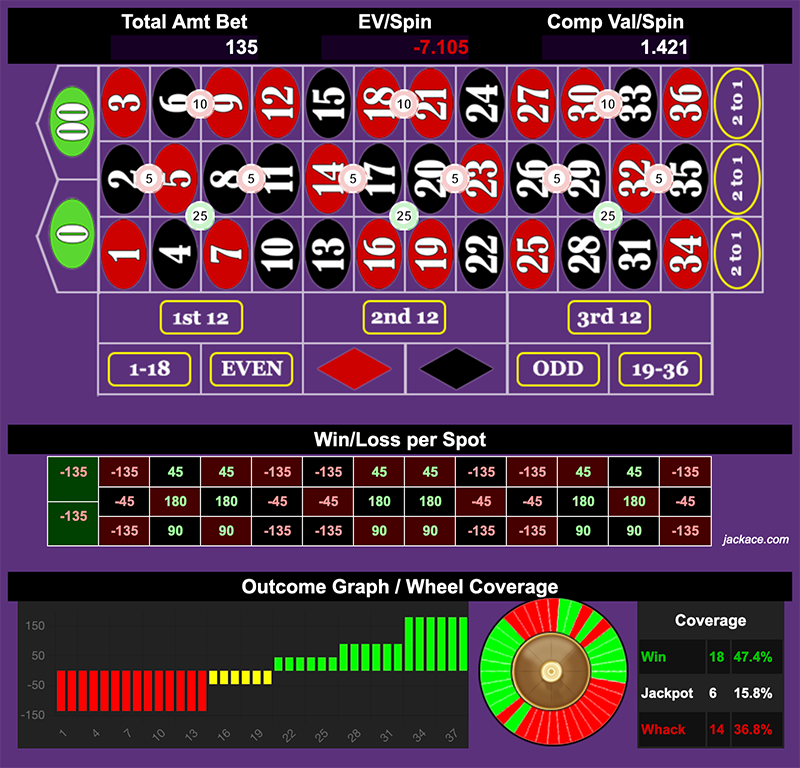 Total Amt Bet EV/Spin Comp Val/Spin
135 -7.105 1.421
00 3 6 10 9 12 15 18 10 21 24 27 30 10 33 36 2 to 1
2 5 5 8 5 11 14 5 17 20 5 23 26 5 29 32 5 35 2 to 1
25 25 25
0 1 4 7 10 13 16 19 22 25 28 31 34 2 to 1
1st 12 2nd 12 3rd 12
1-18 EVEN ODD 19-36
Win/Loss per Spot
-135 -135 45 45 -135 -135 45 45 -135 -135 45 45 -135
-45 180 180 -45 -45 180 180 -45 -45 180 180 -45
-135 -135 90 90 -135 -135 90 90 -135 -135 90 90 -135
jackace.com
Outcome Graph / Wheel Coverage
150
50
-50
-150
1 4 7 10 13 16 19 22 25 28 31 34 37
Coverage
Win 18 47.4%
Jackpot 6 15.8%
Whack 14 36.8%